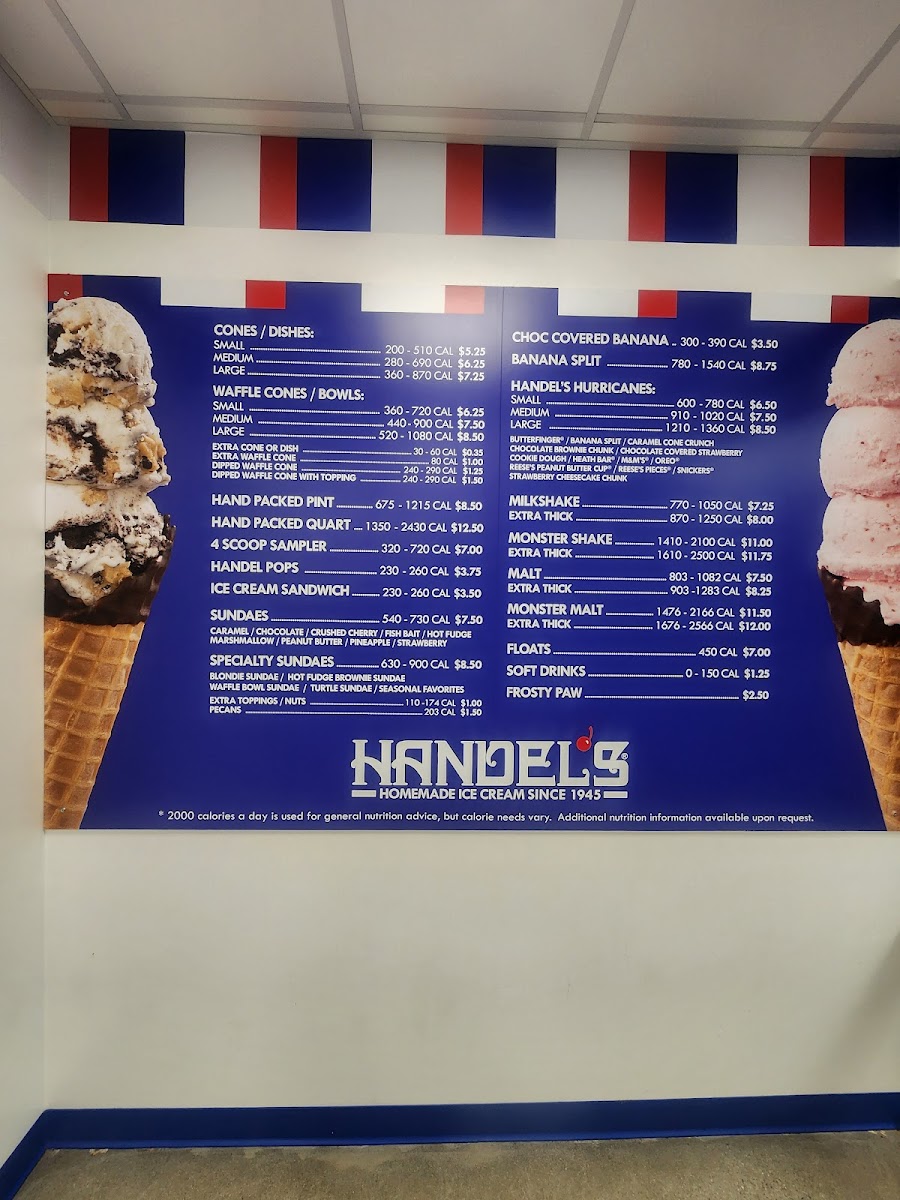 CONES / DISHES:
SMALL 200 - 510 CAL $5.25
MEDIUM 280 - 690 CAL $6.25
LARGE 360 - 870 CAL $7.25
WAFFLE CONES / BOWLS:
SMALL 360 - 720 CAL $6.25
MEDIUM 440 - 900 CAL $7.50
LARGE 520 - 1080 CAL $8.50
EXTRA CONE OR DISH 30 - 60 CAL $0.35
EXTRA WAFFLE CONE 80 CAL $1.00
DIPPED WAFFLE CONE 240 - 290 CAL $1.25
DIPPED WAFFLE CONE WITH TOPPING 240 - 290 CAL $1.50
HAND PACKED PINT 675 - 1215 CAL $8.50
HAND PACKED QUART 1350 - 2430 CAL $12.50
4 SCOOP SAMPLER 320 - 720 CAL $7.00
HANDEL POPS 230 - 260 CAL $3.75
ICE CREAM SANDWICH 230 - 260 CAL $3.50
SUNDAES 540 - 730 CAL $7.50
CARAMEL / CHOCOLATE / CRUSHED CHERRY / FISH BAIT / HOT FUDGE
MARSHMALLOW / PEANUT BUTTER / PINEAPPLE / STRAWBERRY
SPECIALTY SUNDAES 630 - 900 CAL $8.50
BLONDIE SUNDAE / HOT FUDGE BROWNIE SUNDAE
WAFFLE BOWL SUNDAE / TURTLE SUNDAE / SEASONAL FAVORITES
EXTRA TOPPINGS / NUTS 110 -174 CAL $1.00
PECANS 203 CAL $1.50
CHOC COVERED BANANA 300 - 390 CAL $3.50
BANANA SPLIT 780 - 1540 CAL $8.75
HANDEL'S HURRICANES:
SMALL 600 - 780 CAL $6.50
MEDIUM 910 - 1020 CAL $7.50
LARGE 1210 - 1360 CAL $8.50
BUTTERFINGER® / BANANA SPLIT / CARAMEL CONE CRUNCH
CHOCOLATE BROWNIE CHUNK / CHOCOLATE COVERED STRAWBERRY
COOKIE DOUGH / HEATH BAR® / M&M'S® / OREO®
REESE'S PEANUT BUTTER CUP® / REESE'S PIECES® / SNICKERS®
STRAWBERRY CHEESECAKE CHUNK
MILKSHAKE 770 - 1050 CAL $7.25
EXTRA THICK 870 - 1250 CAL $8.00
MONSTER SHAKE 1410 - 2100 CAL $11.00
EXTRA THICK 1610 - 2500 CAL $11.75
MALT 803 - 1082 CAL $7.50
EXTRA THICK 903 -1283 CAL $8.25
MONSTER MALT 1476 - 2166 CAL $11.50
EXTRA THICK 1676 - 2566 CAL $12.00
FLOATS 450 CAL $7.00
SOFT DRINKS 0 - 150 CAL $1.25
FROSTY PAW $2.50
HANDEL'S®
HOMEMADE ICE CREAM SINCE 1945
* 2000 calories a day is used for general nutrition advice, but calorie needs vary. Additional nutrition information available upon request.